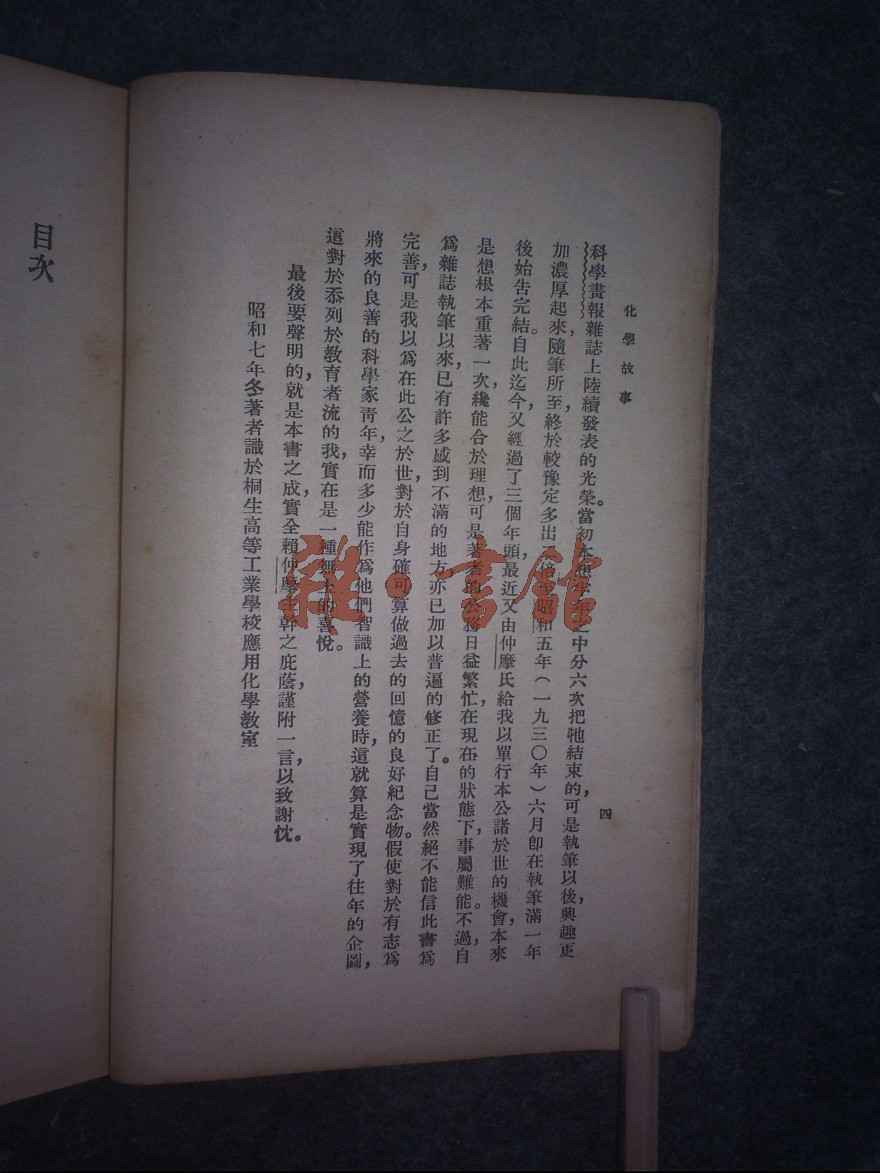 化學故事
四
科學畫報雜誌上陸續發表的光榮。當初本想半年之中分六次把牠結束的，可是執筆以後，興趣更
加濃厚起來，隨筆所至，終於較豫定多出 昭和五年（一九三〇年）六月即在執筆滿一年
後始告完結。自此迄今，又經過了三個年頭，最近又由仲摩氏給我以單行本公諸於世的機會，本來
是想根本重著一次，纔能合於理想，可是著者的公務日益繁忙，在現在的狀態下，事屬難能。不過，自
爲雜誌執筆以來，已有許多感到不滿的地方，亦已加以普遍的修正了。自己當然絕不能信此書爲
完善，可是我以爲在此公之於世，對於自身確可算做過去的回憶的良好紀念物。假使對於有志爲
將來的良善的科學家青年，幸而多少能作爲他們智識上的營養時，這就算是實現了往年的企圖，
這對於忝列於教育者流的我，實在是一種無上的喜悅。
最後要聲明的，就是本書之成，實全賴仲摩主幹之庇蔭，謹附一言，以致謝忱。
昭和七年冬著者識於桐生高等工業學校應用化學教室
目次
雜·書館